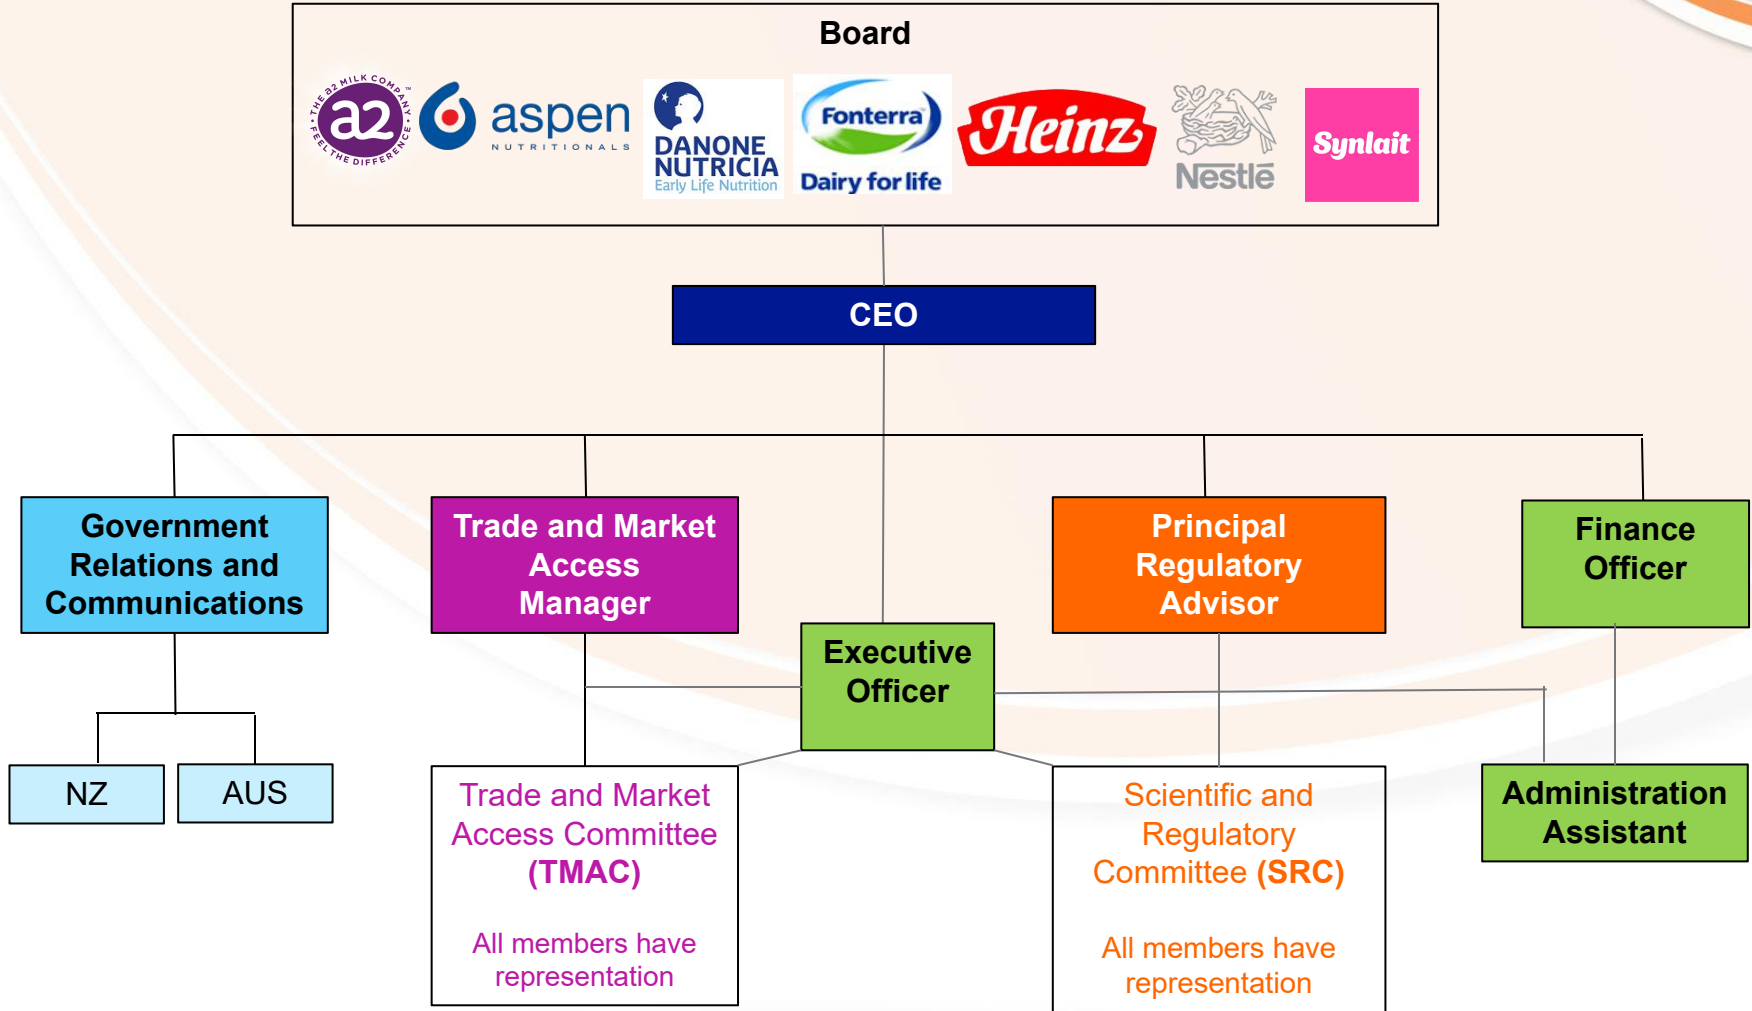 Board
THE a2 MILK COMPANY™
a2
FEEL THE DIFFERENCE
aspen
NUTRITIONALS
DANONE
NUTRICIA
Early Life Nutrition
Fonterra
Dairy for life
Heinz
Nestlé
Synlait
CEO
Government
Relations and
Communications
Trade and Market
Access
Manager
Principal
Regulatory
Advisor
Finance
Officer
Executive
Officer
NZ
AUS
Trade and Market
Access Committee
(TMAC)
All members have
representation
Scientific and
Regulatory
Committee (SRC)
All members have
representation
Administration
Assistant